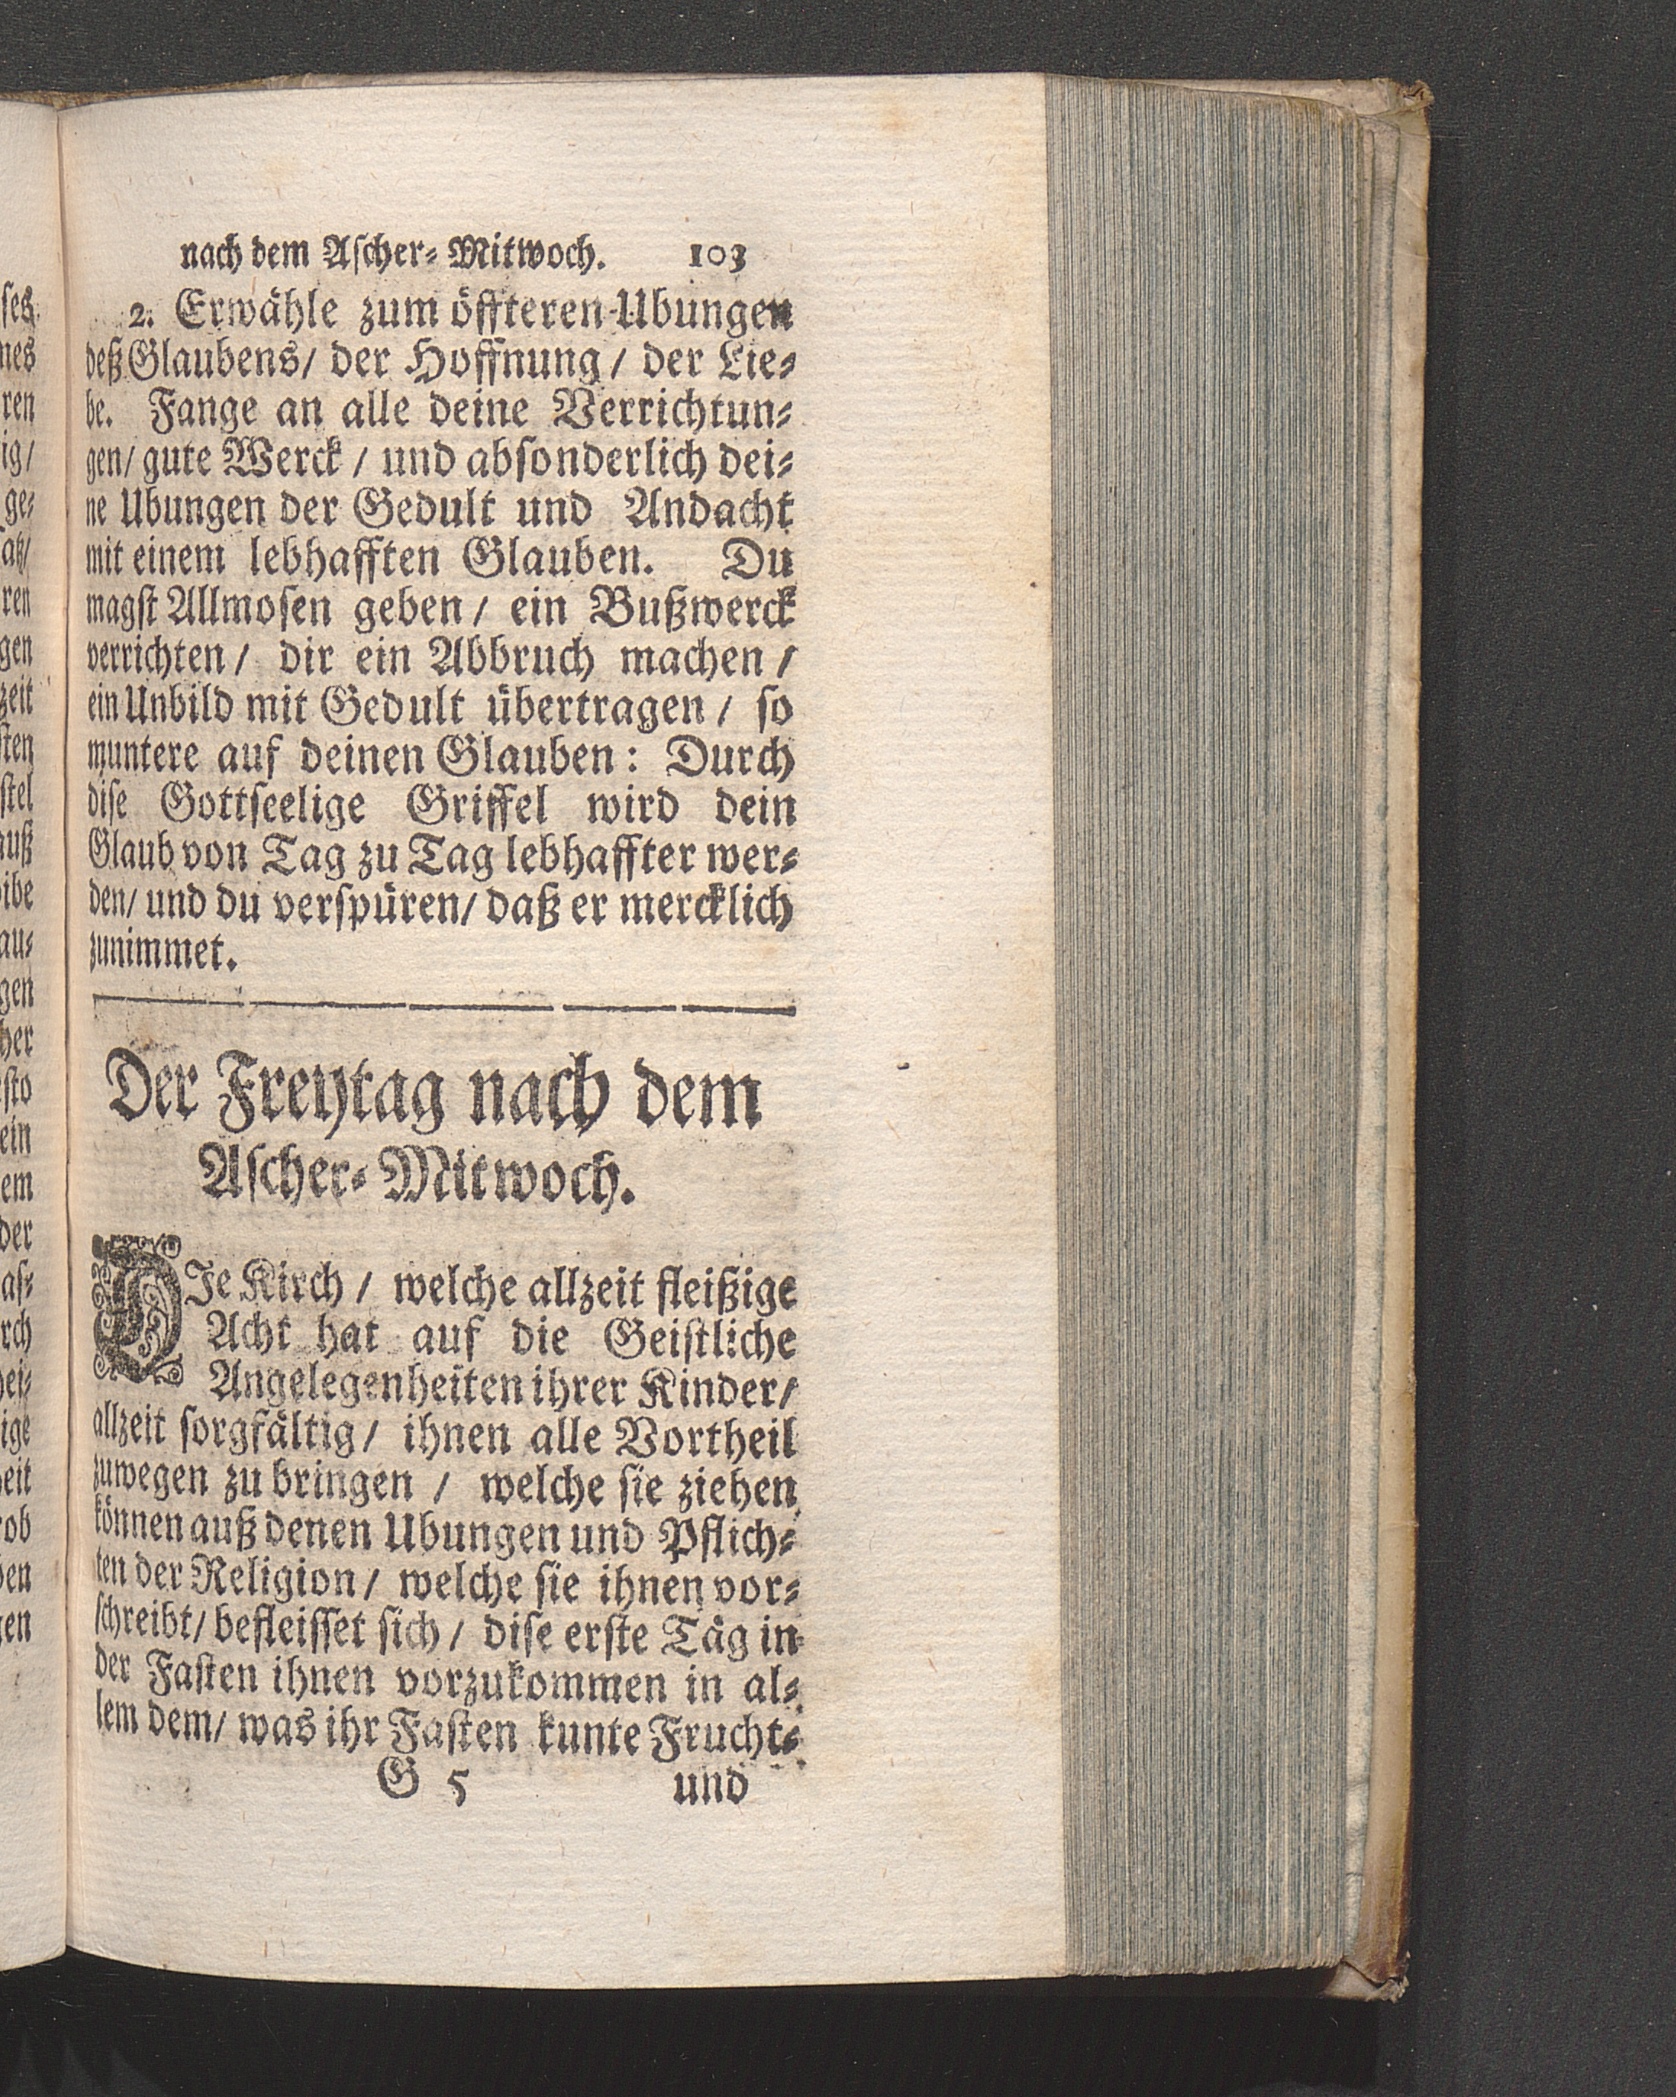 nach dem Ascher-Mitwoch. 103
2. Erwähle zum öffteren Ubungen
deß Glaubens/ der Hoffnung/ der Lie-
be. Fange an alle deine Verrichtun-
gen/ gute Werck / und absonderlich dei-
ne Ubungen der Gedult und Andacht
mit einem lebhafften Glauben. Du
magst Allmosen geben/ ein Bußwerck
verrichten/ dir ein Abbruch machen/
ein Unbild mit Gedult übertragen/ so
muntere auf deinen Glauben: Durch
dise Gottseelige Griffel wird dein
Glaub von Tag zu Tag lebhaffter wer-
den/ und du verspüren/ daß er mercklich
zunimmet.
Der Freytag nach dem
Ascher-Mitwoch.
DIe Kirch / welche allzeit fleißige
Acht hat auf die Geistliche
Angelegenheiten ihrer Kinder/
allzeit sorgfältig/ ihnen alle Vortheil
zuwegen zu bringen / welche sie ziehen
können auß denen Ubungen und Pflich-
ten der Religion/ welche sie ihnen vor-
schreibt/ befleisset sich/ dise erste Täg in
der Fasten ihnen vorzukommen in al-
lem dem/ was ihr Fasten kunte Frucht-
G 5 und